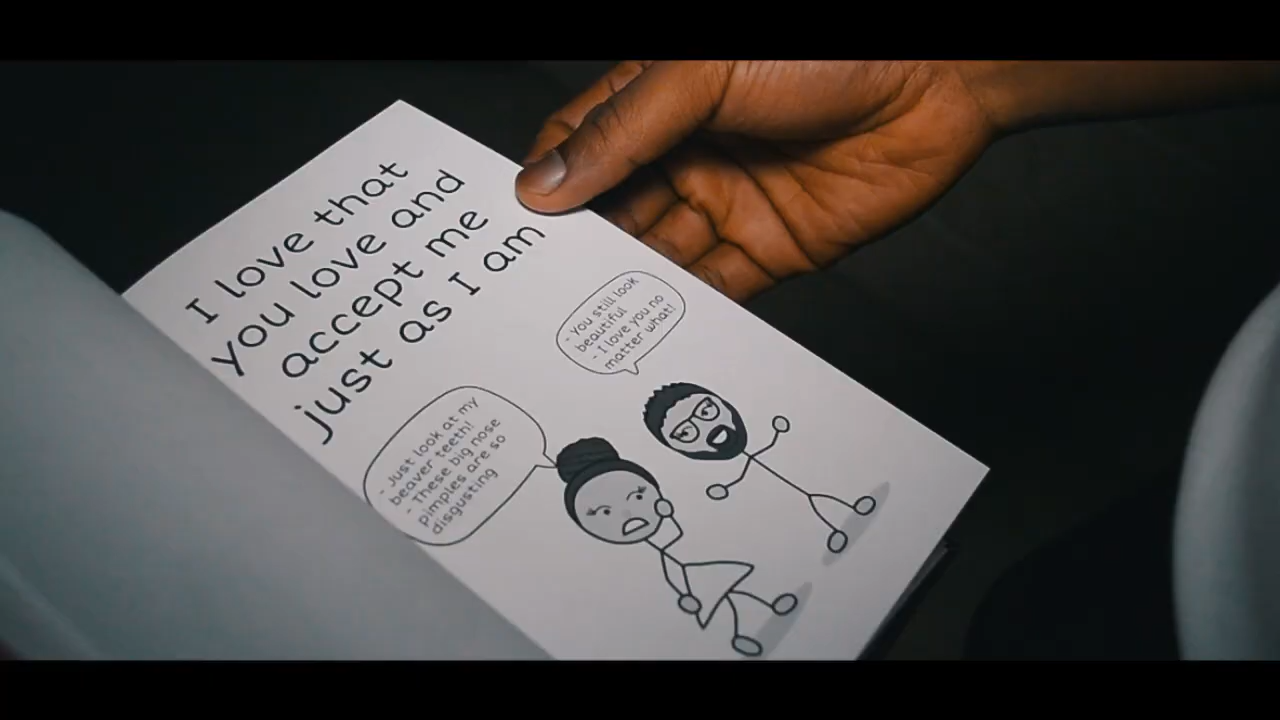 I love that
you love and
accept me
just as I am
- You still look
beautiful
- I love you no
matter what!
- Just look at my
beaver teeth!
- These big nose
pimples are so
disgusting